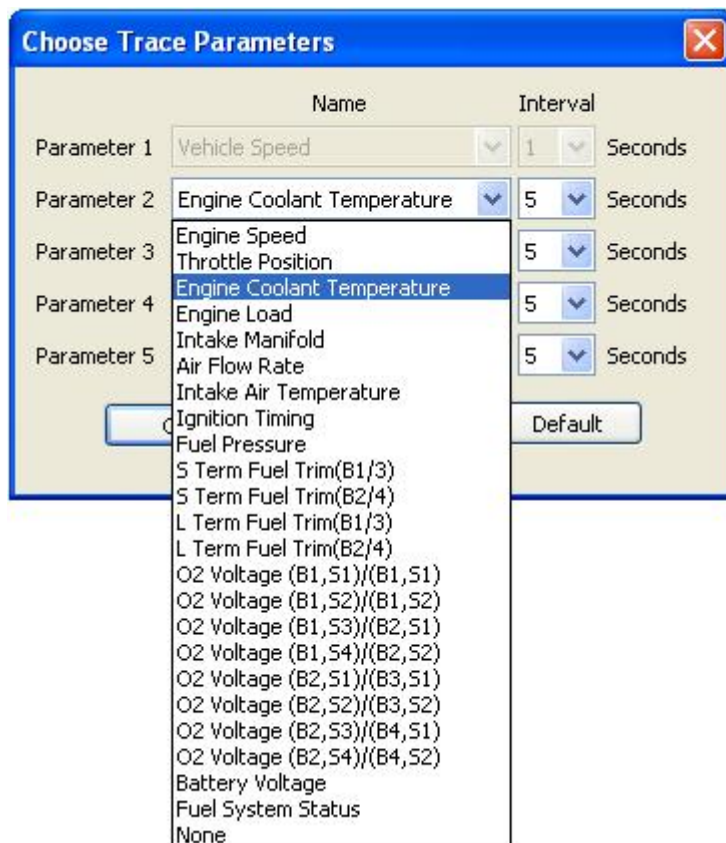 Choose Trace Parameters
Name Interval
Parameter 1 Vehicle Speed 1 Seconds
Parameter 2 Engine Coolant Temperature 5 Seconds
Parameter 3 5 Seconds
Parameter 4 5 Seconds
Parameter 5 5 Seconds
Default
Engine Speed
Throttle Position
Engine Coolant Temperature
Engine Load
Intake Manifold
Air Flow Rate
Intake Air Temperature
Ignition Timing
Fuel Pressure
S Term Fuel Trim(B1/3)
S Term Fuel Trim(B2/4)
L Term Fuel Trim(B1/3)
L Term Fuel Trim(B2/4)
O2 Voltage (B1,S1)/(B1,S1)
O2 Voltage (B1,S2)/(B1,S2)
O2 Voltage (B1,S3)/(B2,S1)
O2 Voltage (B1,S4)/(B2,S2)
O2 Voltage (B2,S1)/(B3,S1)
O2 Voltage (B2,S2)/(B3,S2)
O2 Voltage (B2,S3)/(B4,S1)
O2 Voltage (B2,S4)/(B4,S2)
Battery Voltage
Fuel System Status
None